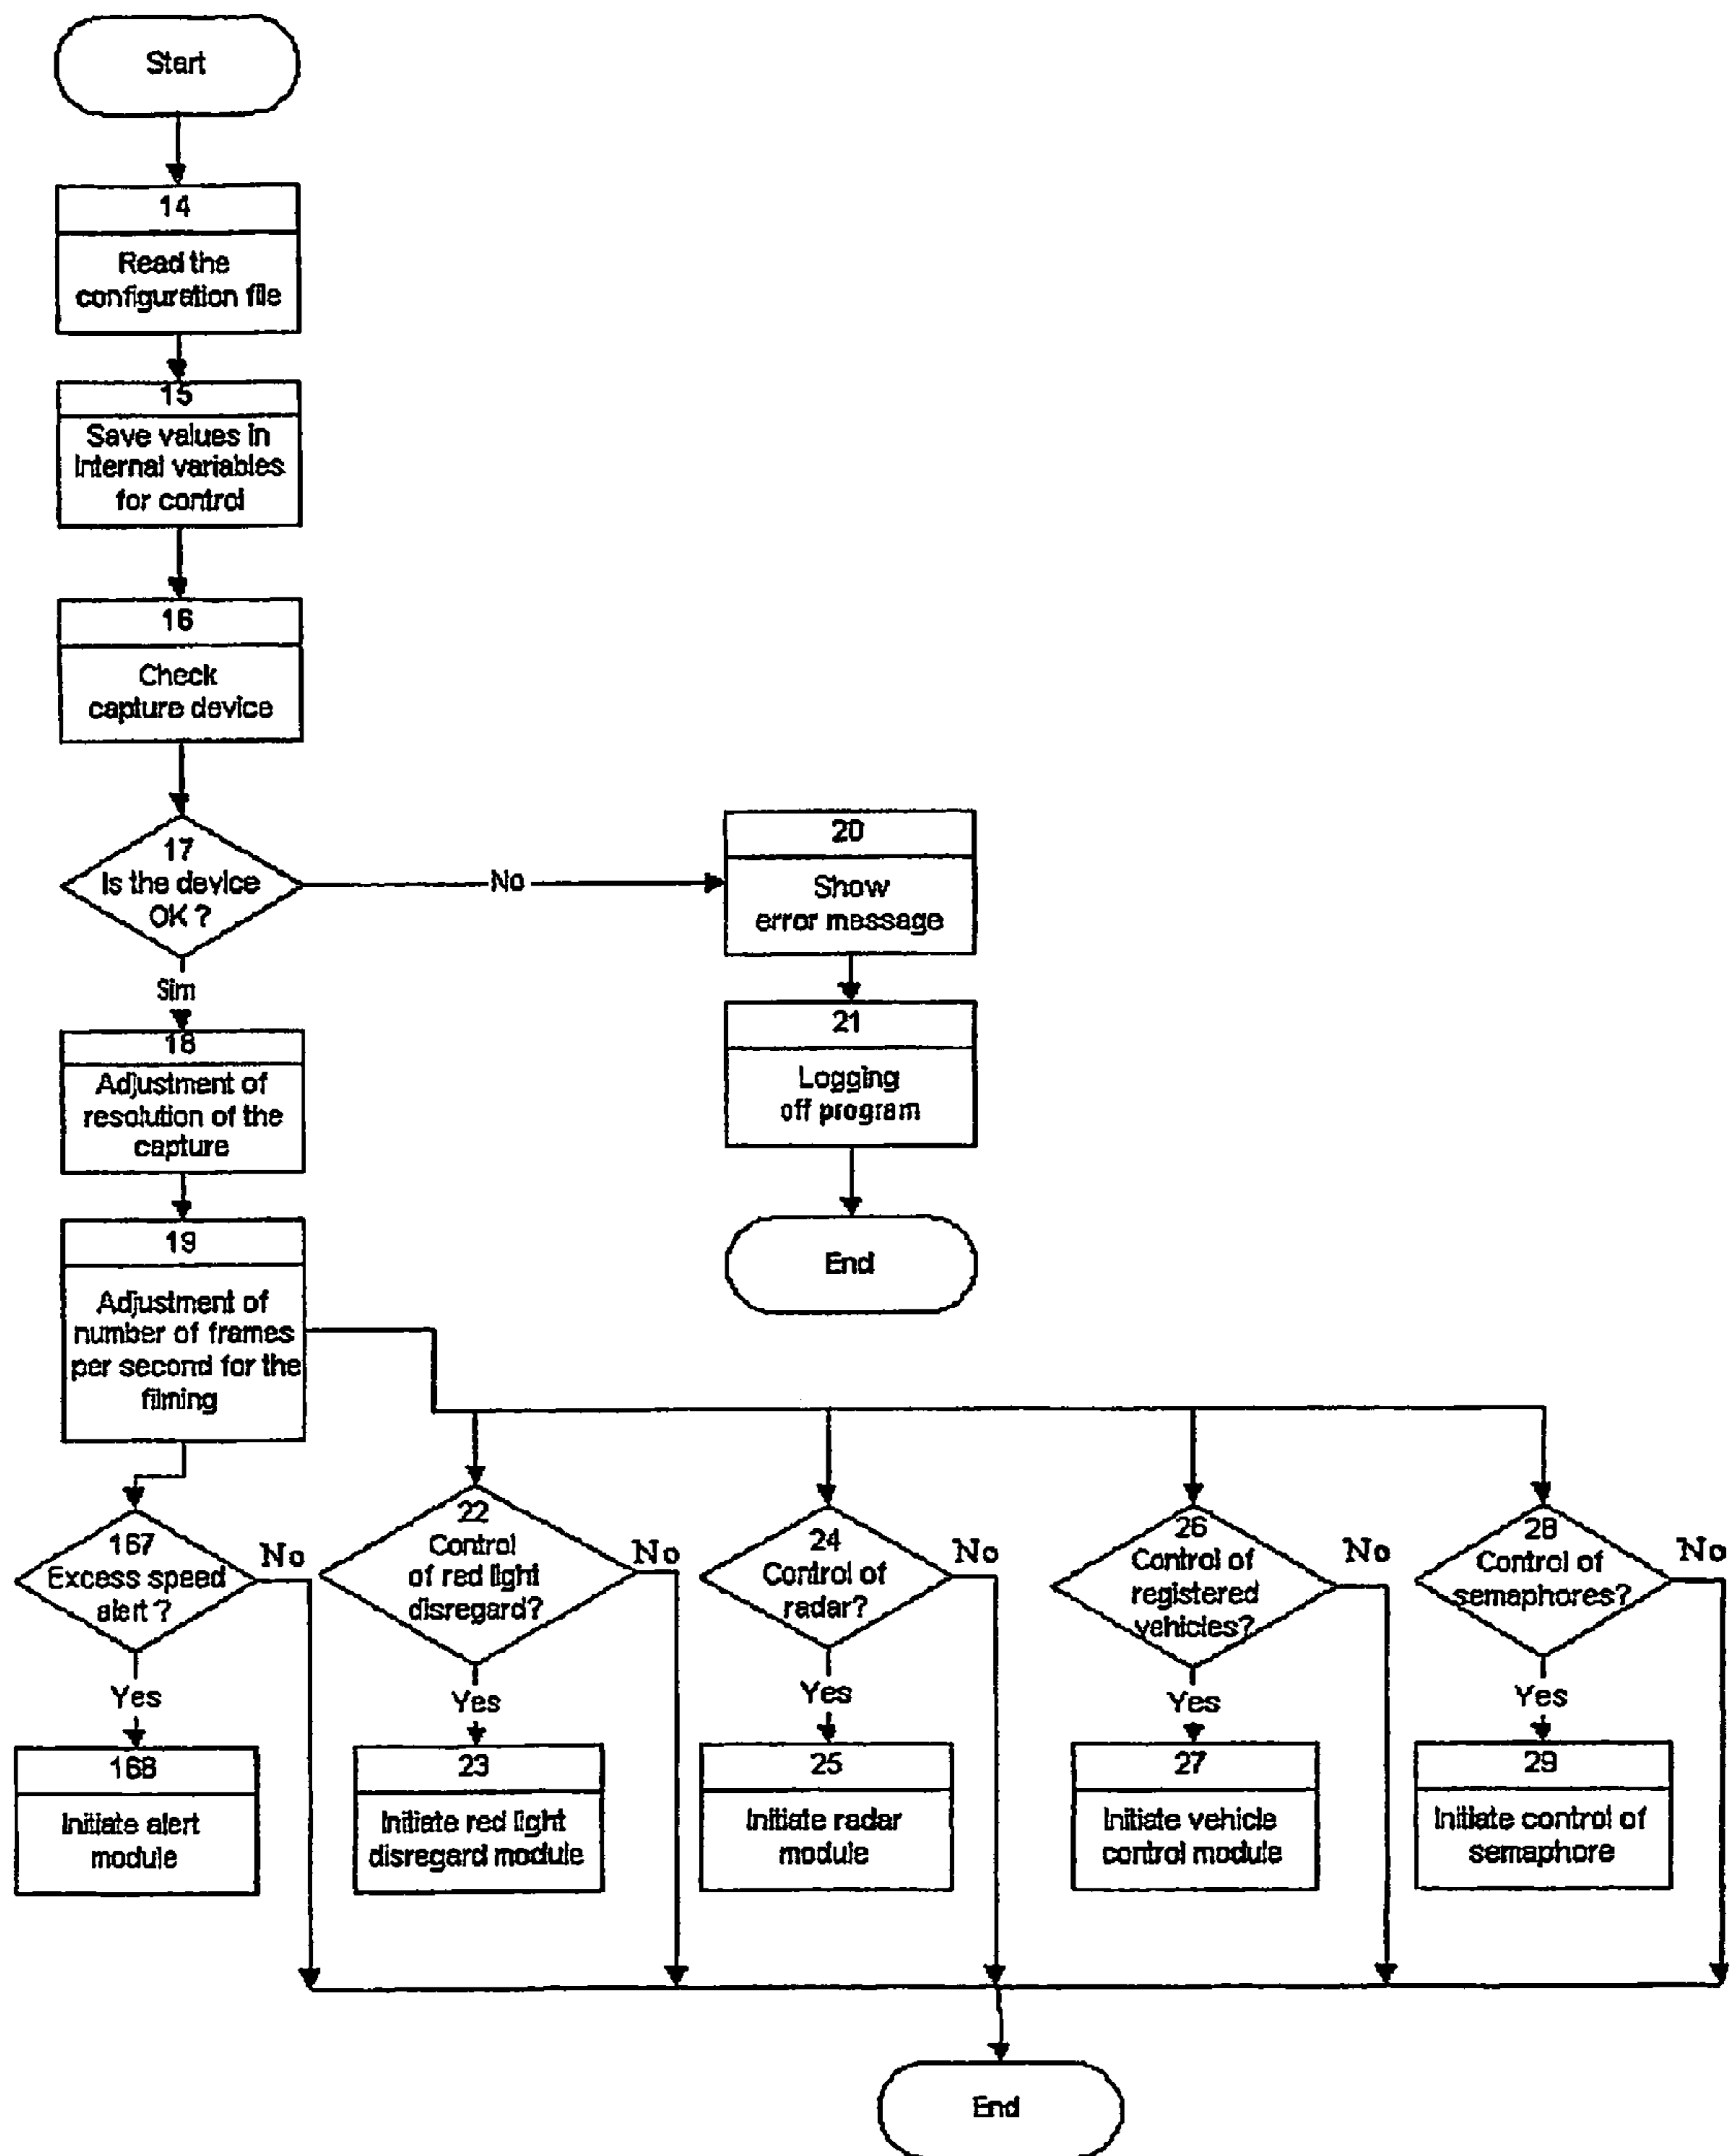 Start
14
Read the
configuration file
15
Save values in
internal variables
for control
16
Check
capture device
17
Is the device
OK ?
No
20
Show
error message
Sim
21
Logging
off program
End
18
Adjustment of
resolution of the
capture
19
Adjustment of
number of frames
per second for the
filming
167
Excess speed
alert ?
No
Yes
168
Initiate alert
module
22
Control
of red light
disregard?
No
Yes
23
Initiate red light
disregard module
24
Control of
radar?
No
Yes
25
Initiate radar
module
26
Control of
registered
vehicles?
No
Yes
27
Initiate vehicle
control module
28
Control of
semaphores?
No
Yes
29
Initiate control of
semaphore
End